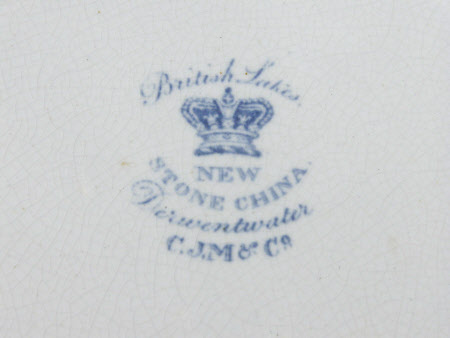 British Lakes.
NEW
STONE CHINA.
Derwentwater
C.J.M & Co